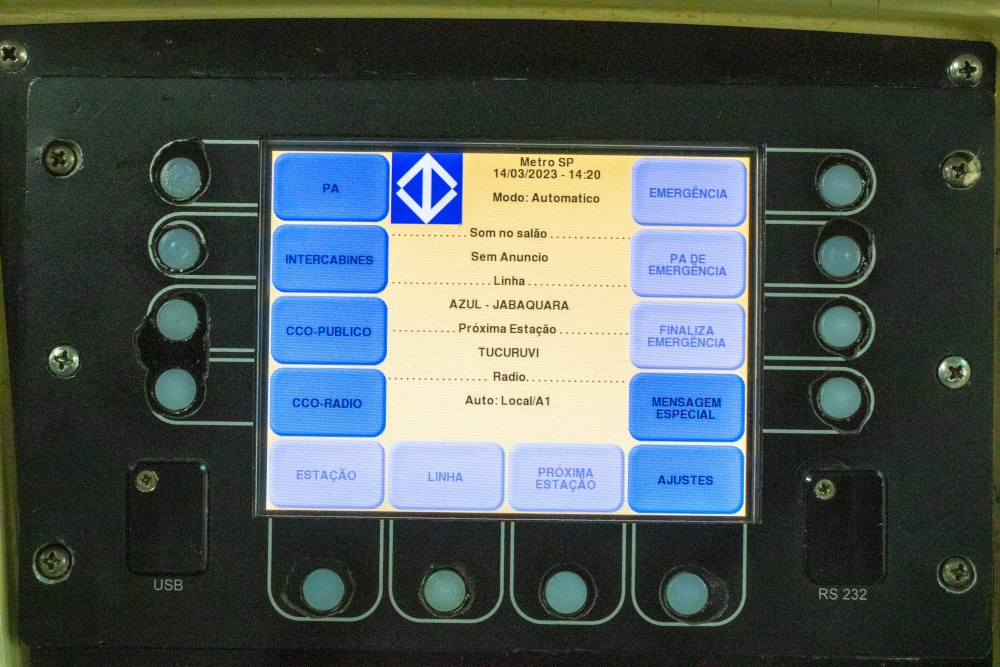 Metro SP
14/03/2023 - 14:20
Modo: Automatico
PA
EMERGÊNCIA
Som no salão
Sem Anuncio
INTERCABINES
PA DE
EMERGÊNCIA
Linha
AZUL - JABAQUARA
CCO-PUBLICO
Próxima Estação
FINALIZA
EMERGÊNCIA
TUCURUVI
Radio
Auto: Local/A1
CCO-RADIO
MENSAGEM
ESPECIAL
ESTAÇÃO
LINHA
PRÓXIMA
ESTAÇÃO
AJUSTES
USB
RS 232